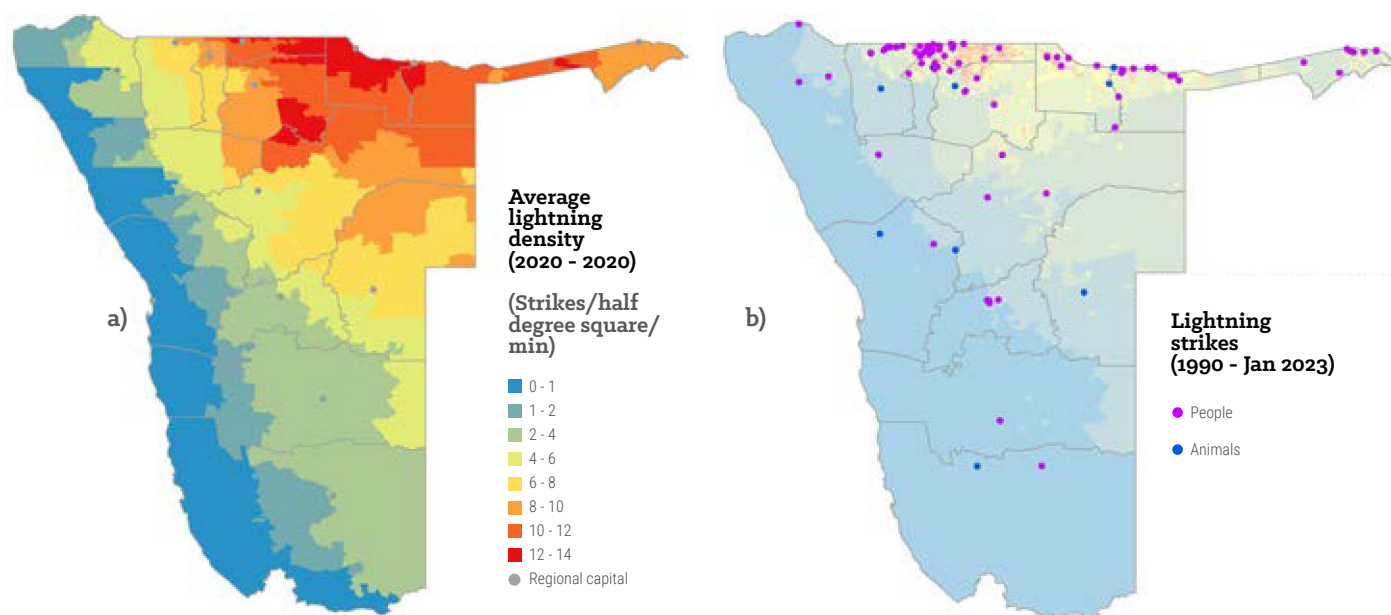 a)
Average
lightning
density
(2020 - 2020)
(Strikes/half
degree square/
min)
0 - 1
1 - 2
2 - 4
4 - 6
6 - 8
8 - 10
10 - 12
12 - 14
Regional capital
b)
Lightning
strikes
(1990 - Jan 2023)
People
Animals